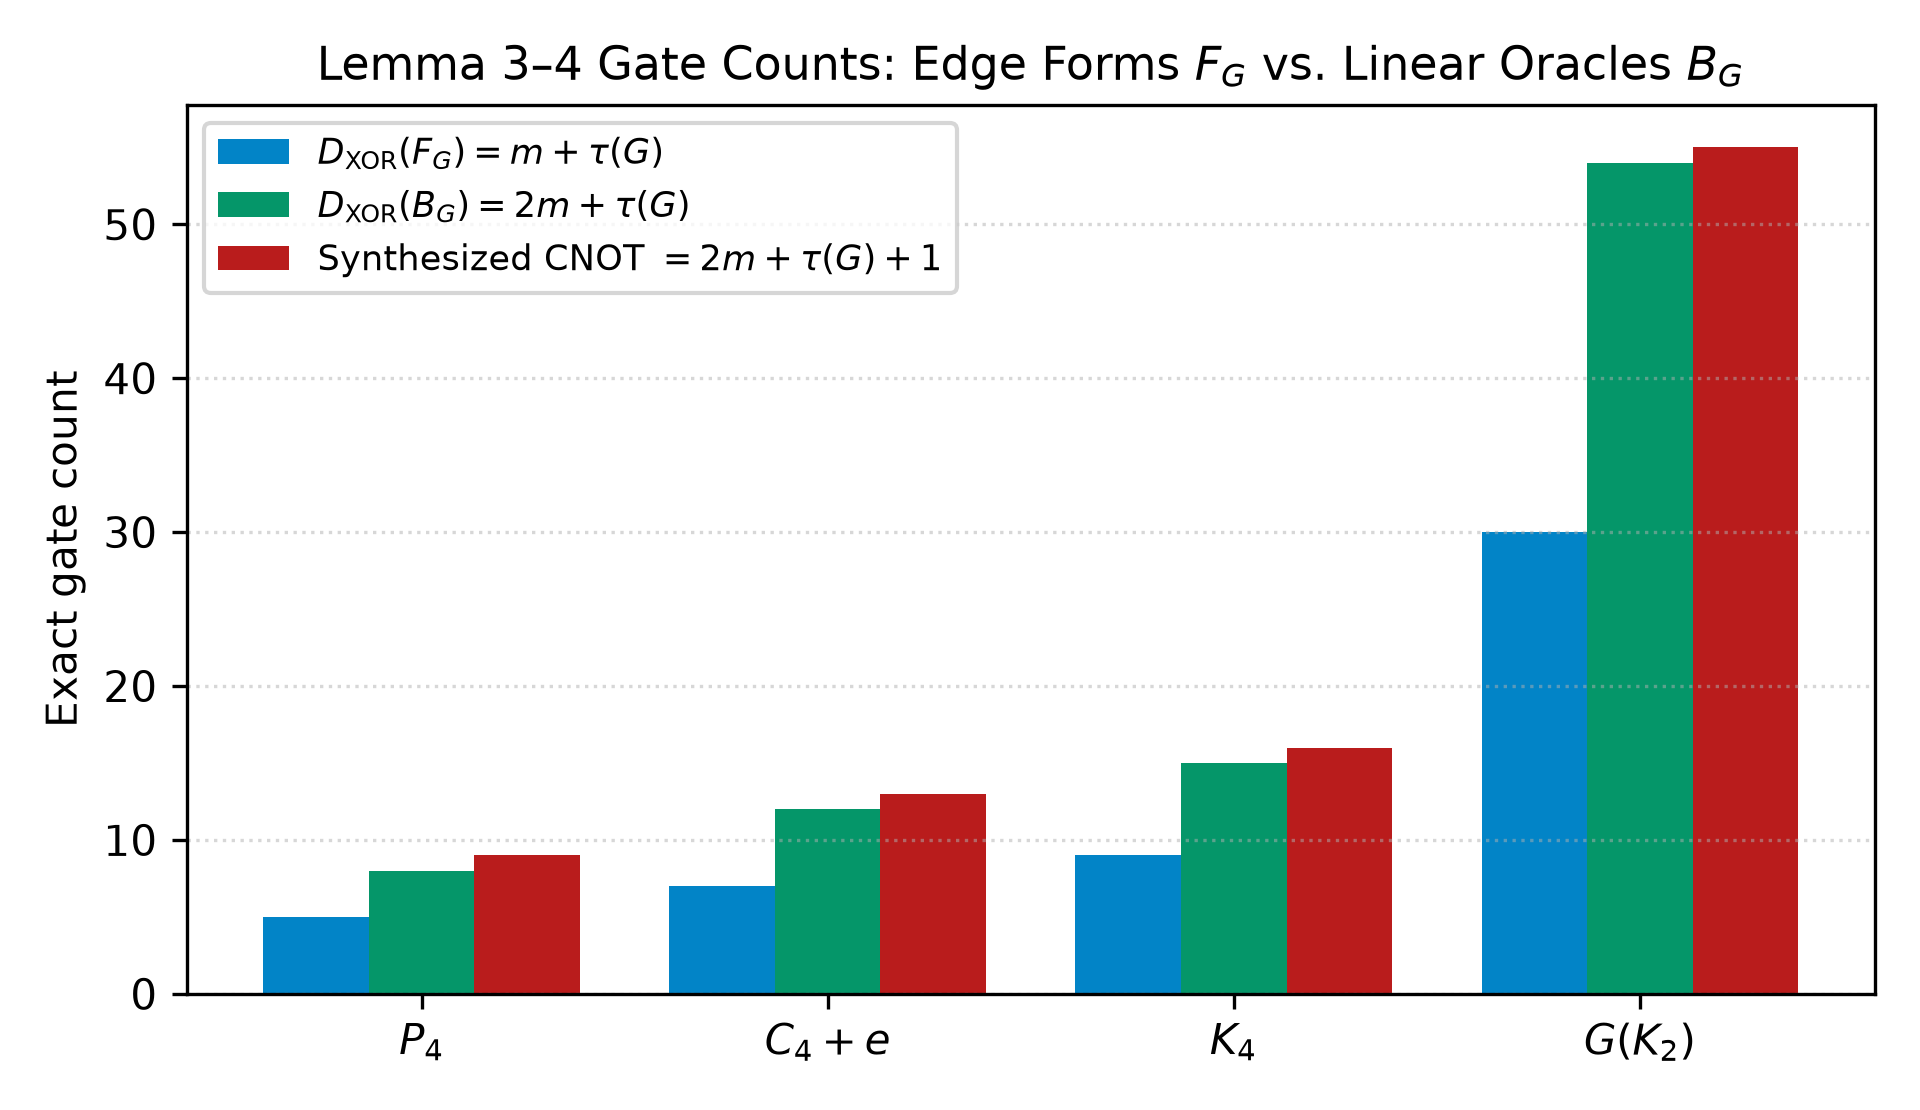 Lemma 3–4 Gate Counts: Edge Forms F_G vs. Linear Oracles B_G
D_XOR(F_G) = m + τ(G)
D_XOR(B_G) = 2m + τ(G)
Synthesized CNOT = 2m + τ(G) + 1
Exact gate count
50
40
30
20
10
0
P_4
C_4 + e
K_4
G(K_2)